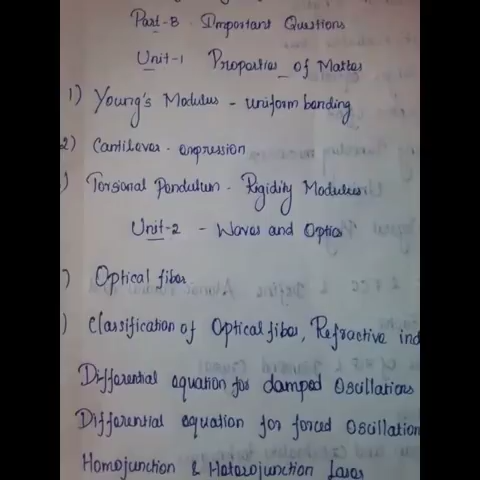 Part-B Important Questions
Unit-1 Properties of Matter
1) Young's Modulus - uniform bending
2) Cantilever - expression
) Torsional Pendulum - Rigidity Modulus.
Unit-2 - Waves and Optics
) Optical fiber
) Classification of Optical fiber, Refractive ind
Differential equation for damped Oscillations
Differential equation for forced Oscillation
Homojunction & Heterojunction Laser